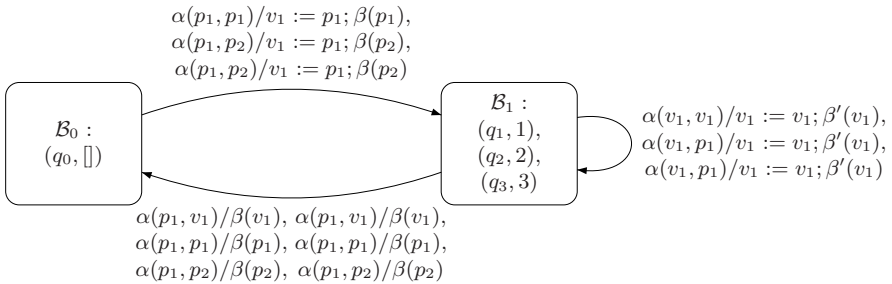 α(p₁, p₁)/v₁ := p₁; β(p₁),
α(p₁, p₂)/v₁ := p₁; β(p₂),
α(p₁, p₂)/v₁ := p₁; β(p₂)
ℬ₀ :
(q₀, [])
ℬ₁ :
(q₁, 1),
(q₂, 2),
(q₃, 3)
α(v₁, v₁)/v₁ := v₁; β′(v₁),
α(v₁, p₁)/v₁ := v₁; β′(v₁),
α(v₁, p₁)/v₁ := v₁; β′(v₁)
α(p₁, v₁)/β(v₁), α(p₁, v₁)/β(v₁),
α(p₁, p₁)/β(p₁), α(p₁, p₁)/β(p₁),
α(p₁, p₂)/β(p₂), α(p₁, p₂)/β(p₂)